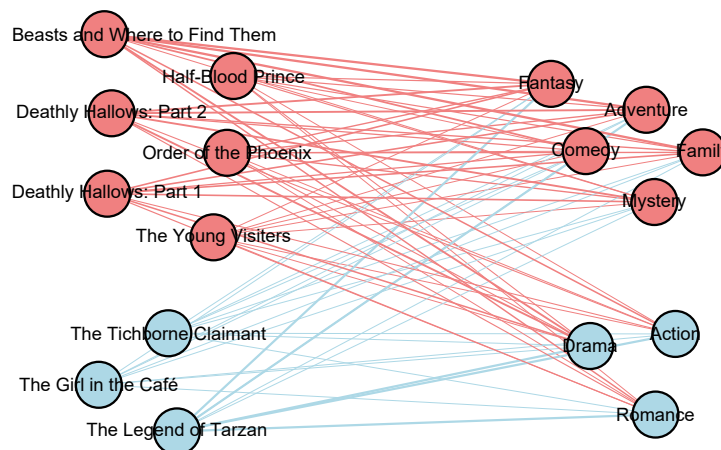 Beasts and Where to Find Them
Half-Blood Prince
Fantasy
Deathly Hallows: Part 2
Adventure
Order of the Phoenix
Comedy
Famil
Deathly Hallows: Part 1
Mystery
The Young Visiters
The Tichborne Claimant
Action
Drama
The Girl in the Café
Romance
The Legend of Tarzan